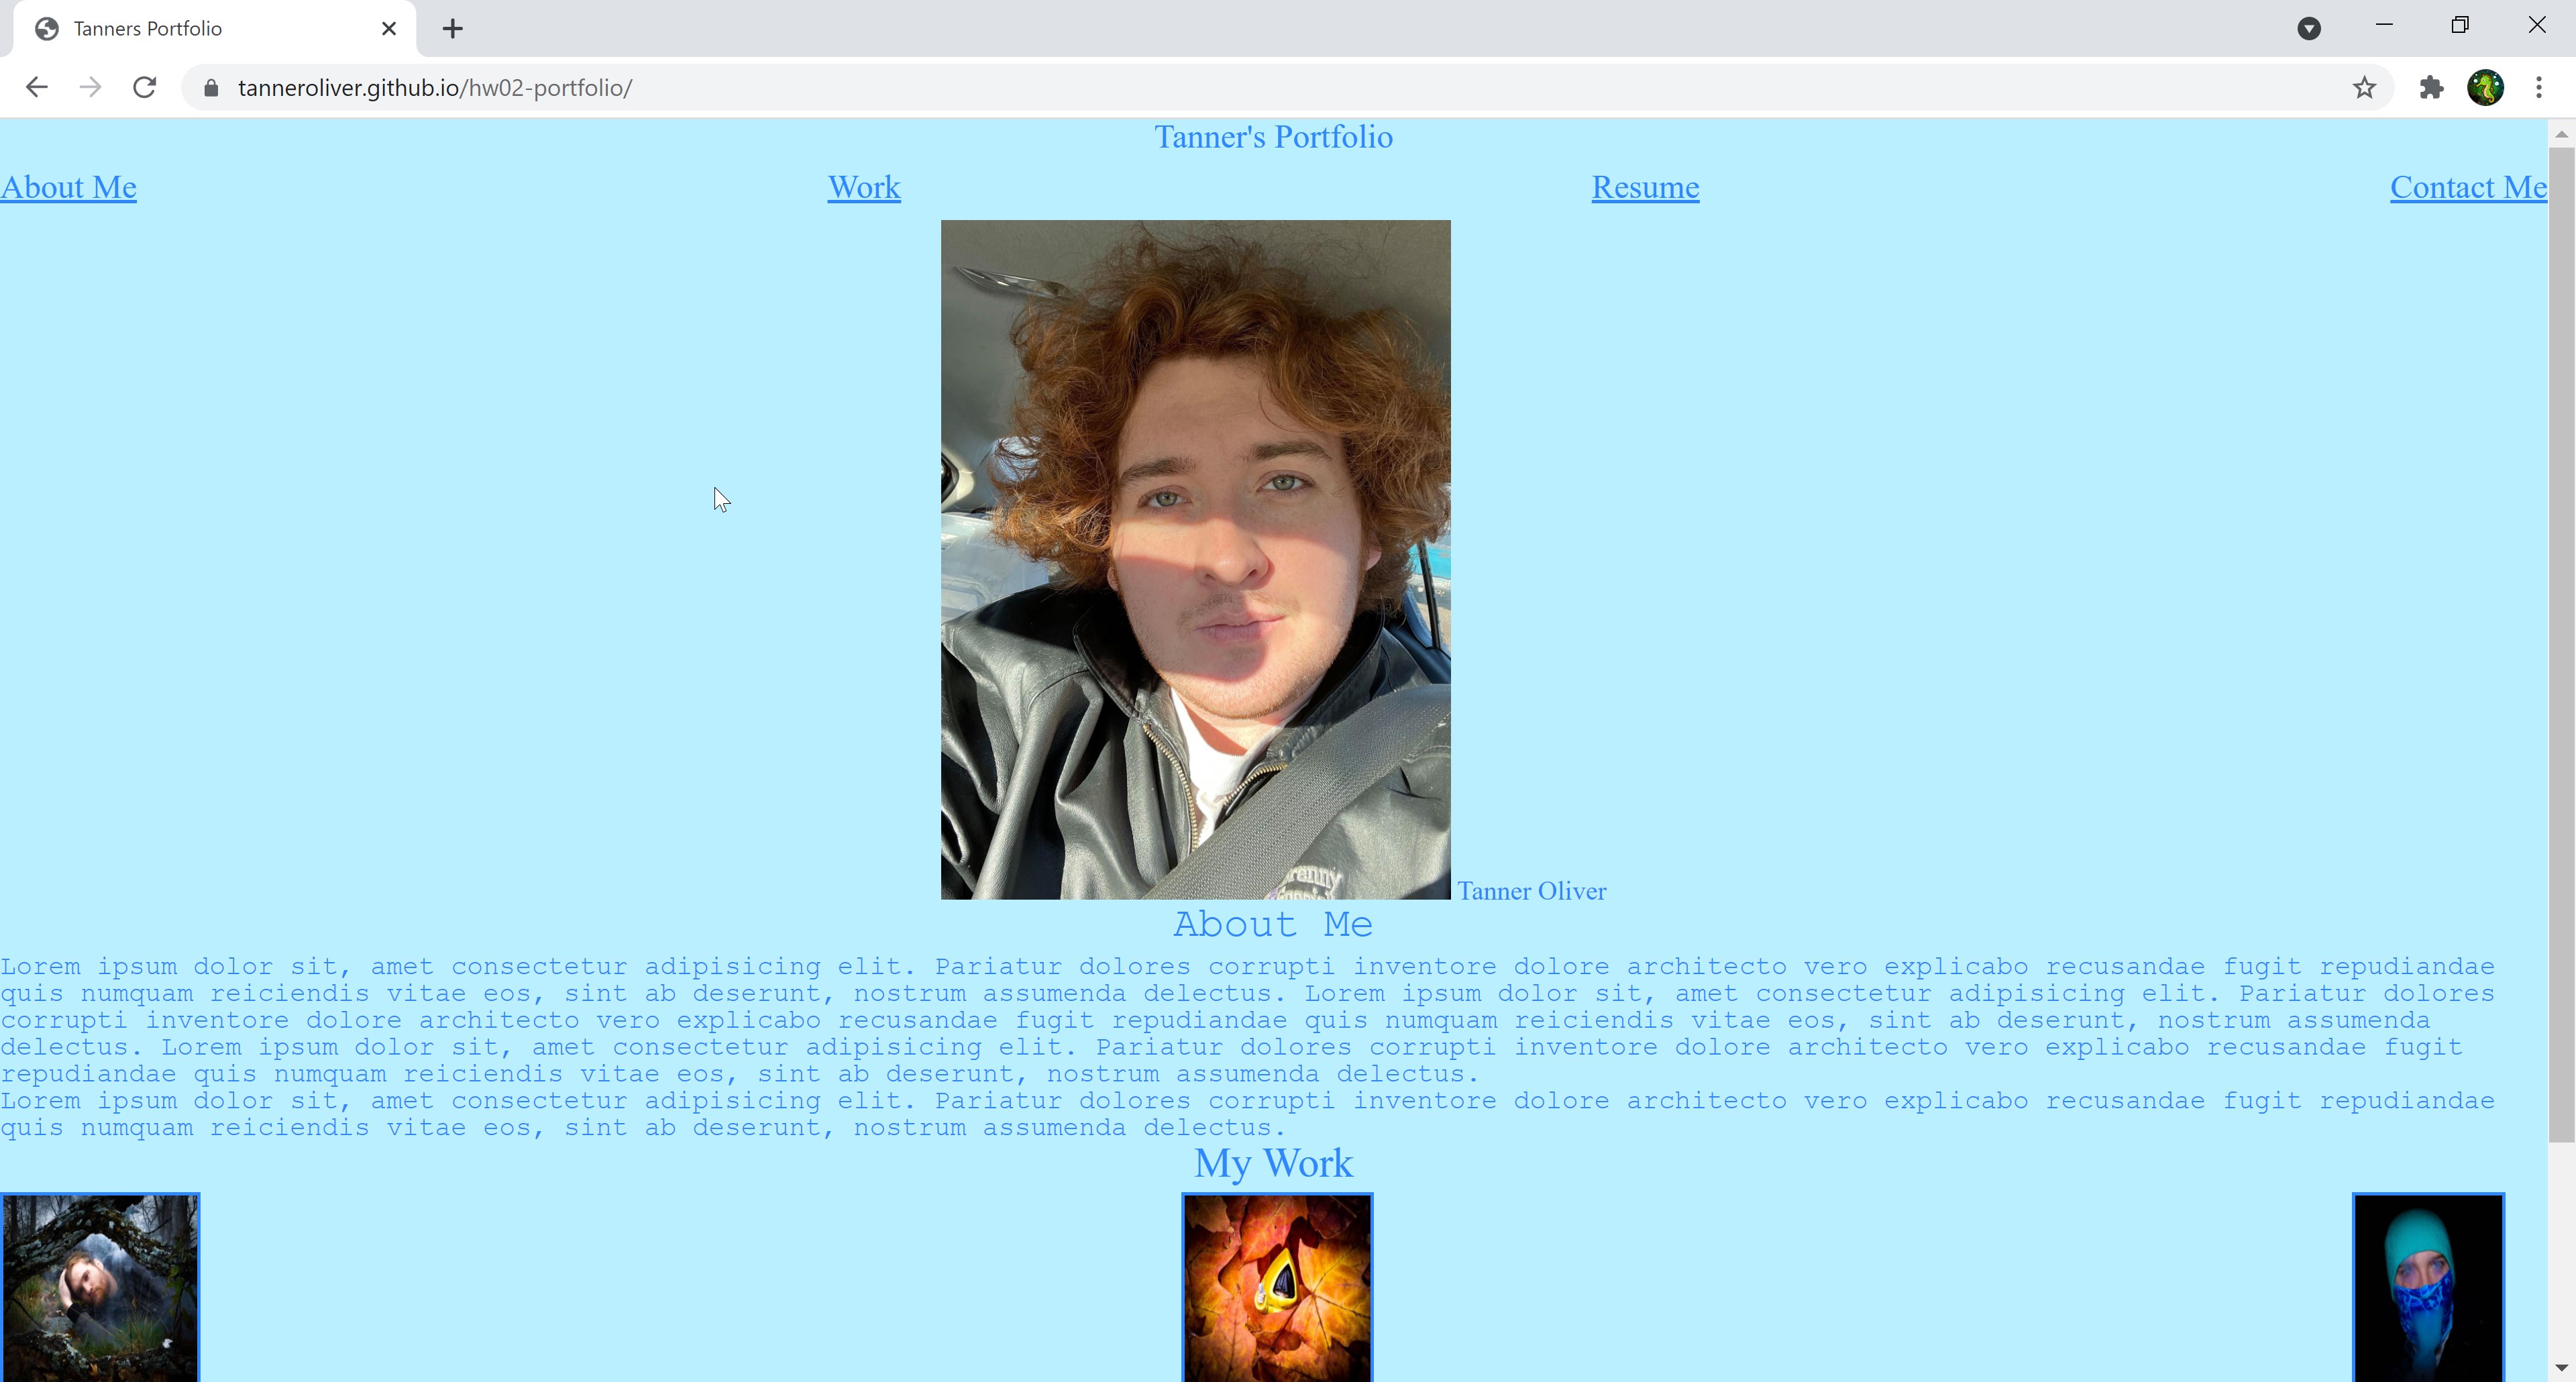 Tanners Portfolio
tanneroliver.github.io/hw02-portfolio/
Tanner's Portfolio
About Me Work Resume Contact Me
Tanner Oliver
About Me
Lorem ipsum dolor sit, amet consectetur adipisicing elit. Pariatur dolores corrupti inventore dolore architecto vero explicabo recusandae fugit repudiandae
quis numquam reiciendis vitae eos, sint ab deserunt, nostrum assumenda delectus. Lorem ipsum dolor sit, amet consectetur adipisicing elit. Pariatur dolores
corrupti inventore dolore architecto vero explicabo recusandae fugit repudiandae quis numquam reiciendis vitae eos, sint ab deserunt, nostrum assumenda
delectus. Lorem ipsum dolor sit, amet consectetur adipisicing elit. Pariatur dolores corrupti inventore dolore architecto vero explicabo recusandae fugit
repudiandae quis numquam reiciendis vitae eos, sint ab deserunt, nostrum assumenda delectus.
Lorem ipsum dolor sit, amet consectetur adipisicing elit. Pariatur dolores corrupti inventore dolore architecto vero explicabo recusandae fugit repudiandae
quis numquam reiciendis vitae eos, sint ab deserunt, nostrum assumenda delectus.
My Work